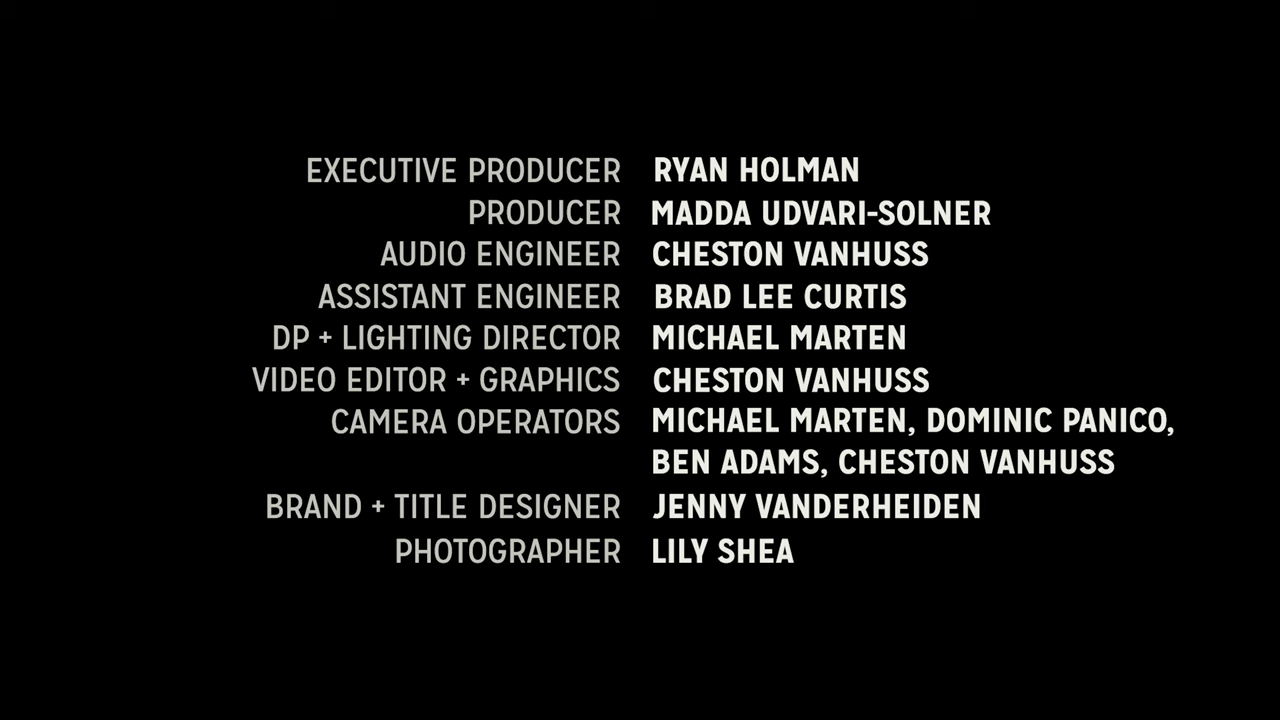 EXECUTIVE PRODUCER RYAN HOLMAN
PRODUCER MADDA UDVARI-SOLNER
AUDIO ENGINEER CHESTON VANHUSS
ASSISTANT ENGINEER BRAD LEE CURTIS
DP + LIGHTING DIRECTOR MICHAEL MARTEN
VIDEO EDITOR + GRAPHICS CHESTON VANHUSS
CAMERA OPERATORS MICHAEL MARTEN, DOMINIC PANICO,
BEN ADAMS, CHESTON VANHUSS
BRAND + TITLE DESIGNER JENNY VANDERHEIDEN
PHOTOGRAPHER LILY SHEA